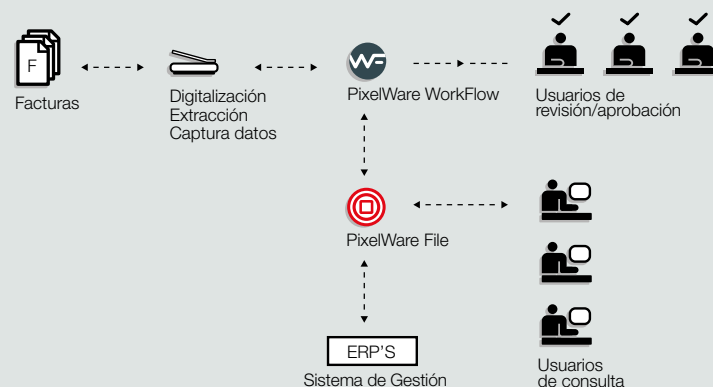 F
Facturas
Digitalización
Extracción
Captura datos
WF
PixelWare WorkFlow
Usuarios de
revisión/aprobación
PixelWare File
ERP'S
Sistema de Gestión
Usuarios
de consulta